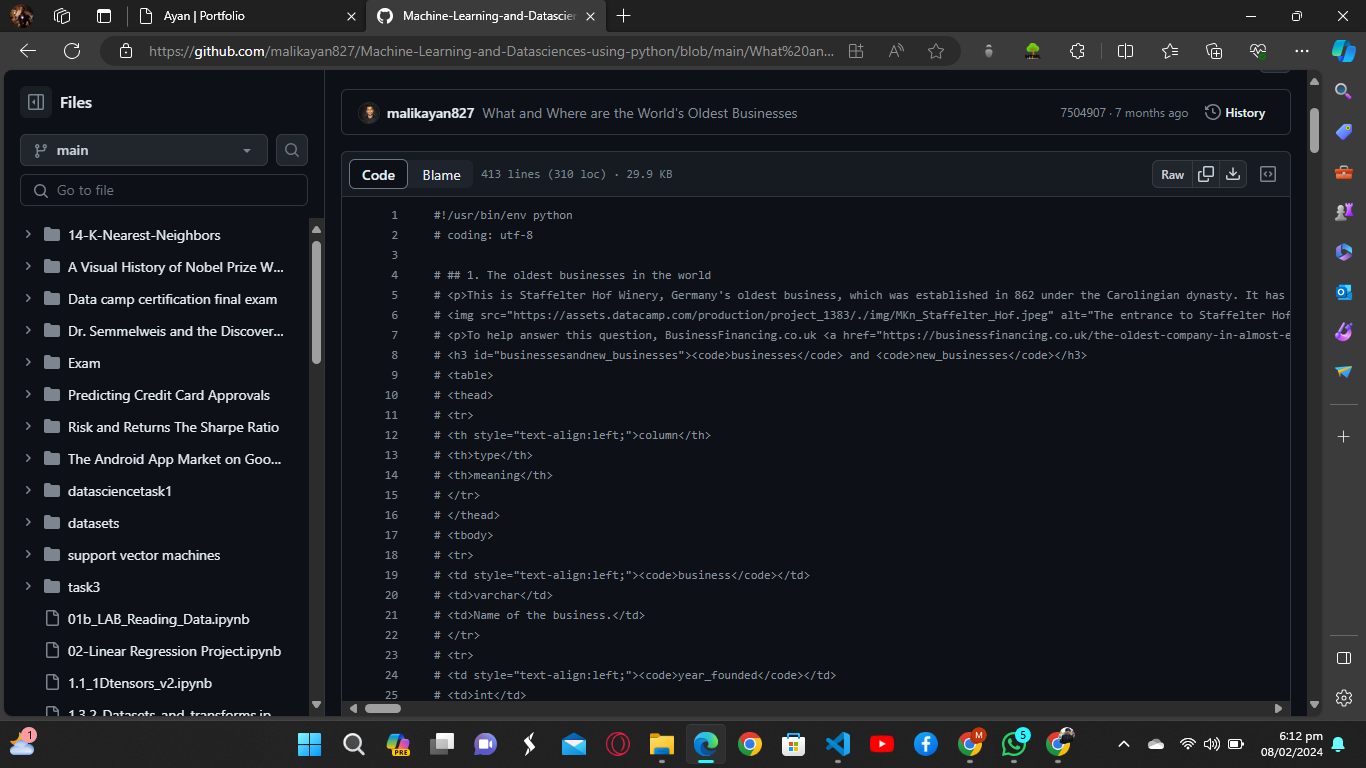 Ayan | Portfolio
Machine-Learning-and-Datascien
https://github.com/malikayan827/Machine-Learning-and-Datasciences-using-python/blob/main/What%20an...
Files
main
Go to file
14-K-Nearest-Neighbors
A Visual History of Nobel Prize W...
Data camp certification final exam
Dr. Semmelweis and the Discover...
Exam
Predicting Credit Card Approvals
Risk and Returns The Sharpe Ratio
The Android App Market on Goo...
datasciencetask1
datasets
support vector machines
task3
01b_LAB_Reading_Data.ipynb
02-Linear Regression Project.ipynb
1.1_1Dtensors_v2.ipynb
1.3.2_Datasets_and_transforms.ip...
malikayan827 What and Where are the World's Oldest Businesses
7504907 · 7 months ago
History
Code
Blame
413 lines (310 loc) · 29.9 KB
Raw
1 #!/usr/bin/env python
2 # coding: utf-8
3
4 # ## 1. The oldest businesses in the world
5 # <p>This is Staffelter Hof Winery, Germany's oldest business, which was established in 862 under the Carolingian dynasty. It has
6 # <img src="https://assets.datacamp.com/production/project_1383/./img/MKn_Staffelter_Hof.jpeg" alt="The entrance to Staffelter Hof
7 # <p>To help answer this question, BusinessFinancing.co.uk <a href="https://businessfinancing.co.uk/the-oldest-company-in-almost-e
8 # <h3 id="businessesandnew_businesses"><code>businesses</code> and <code>new_businesses</code></h3>
9 # <table>
10 # <thead>
11 # <tr>
12 # <th style="text-align:left;">column</th>
13 # <th>type</th>
14 # <th>meaning</th>
15 # </tr>
16 # </thead>
17 # <tbody>
18 # <tr>
19 # <td style="text-align:left;"><code>business</code></td>
20 # <td>varchar</td>
21 # <td>Name of the business.</td>
22 # </tr>
23 # <tr>
24 # <td style="text-align:left;"><code>year_founded</code></td>
25 # <td>int</td>
1
PRE
M
5
6:12 pm
08/02/2024